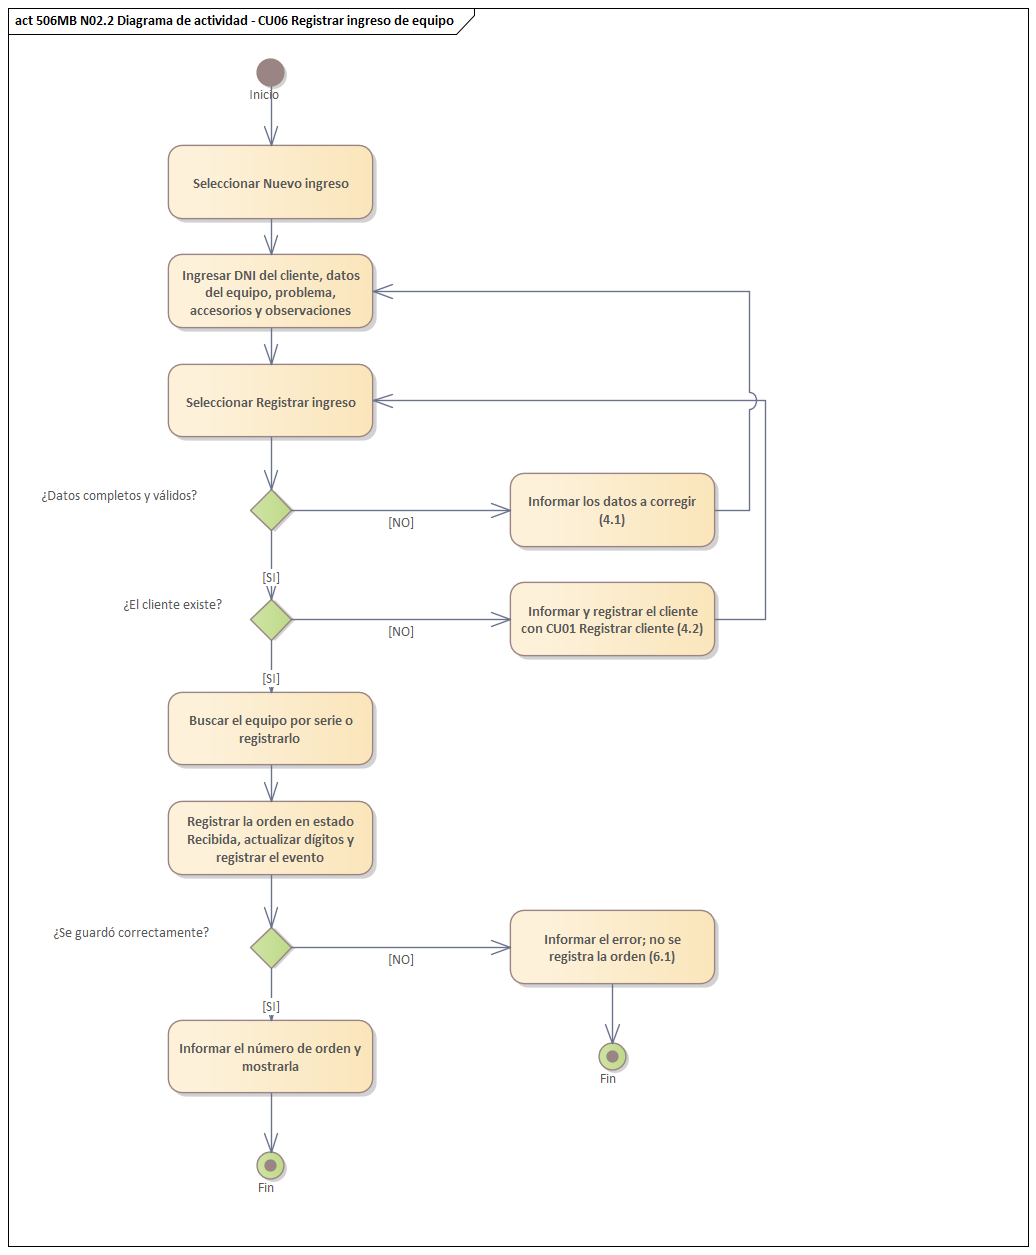 act 506MB N02.2 Diagrama de actividad - CU06 Registrar ingreso de equipo
Inicio
Seleccionar Nuevo ingreso
Ingresar DNI del cliente, datos
del equipo, problema,
accesorios y observaciones
Seleccionar Registrar ingreso
¿Datos completos y válidos?
[NO]
Informar los datos a corregir
(4.1)
[SI]
¿El cliente existe?
[NO]
Informar y registrar el cliente
con CU01 Registrar cliente (4.2)
[SI]
Buscar el equipo por serie o
registrarlo
Registrar la orden en estado
Recibida, actualizar dígitos y
registrar el evento
¿Se guardó correctamente?
[NO]
Informar el error; no se
registra la orden (6.1)
[SI]
Informar el número de orden y
mostrarla
Fin
Fin